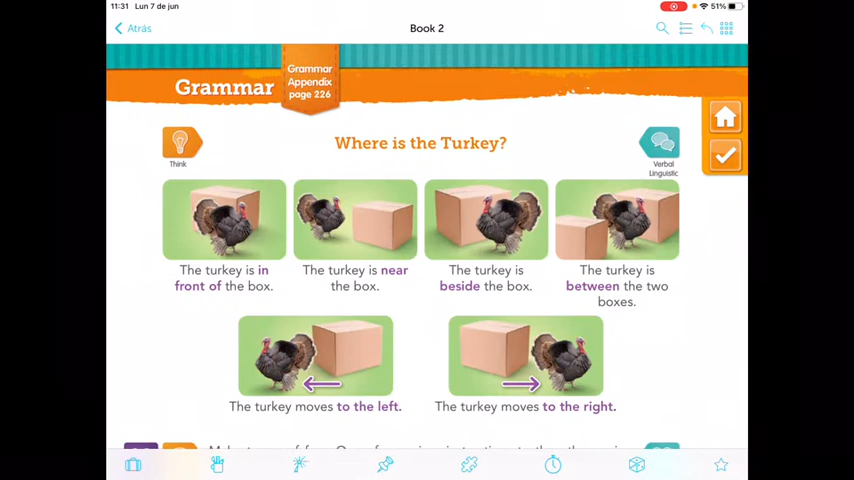 11:31 Lun 7 de jun
51%
Atrás
Book 2
Grammar
Grammar
Appendix
page 226
Where is the Turkey?
Think
Verbal
Linguistic
The turkey is in
front of the box.
The turkey is near
the box.
The turkey is
beside the box.
The turkey is
between the two
boxes.
The turkey moves to the left.
The turkey moves to the right.